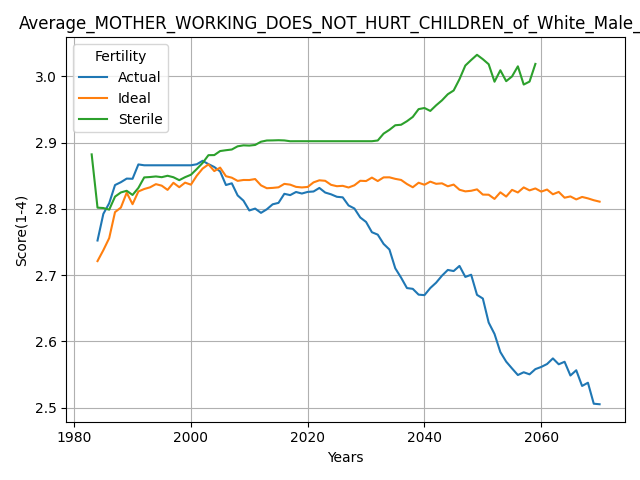 Average_MOTHER_WORKING_DOES_NOT_HURT_CHILDREN_of_White_Male_
Fertility
Actual
Ideal
Sterile
Score(1-4)
3.0
2.9
2.8
2.7
2.6
2.5
1980
2000
2020
2040
2060
Years